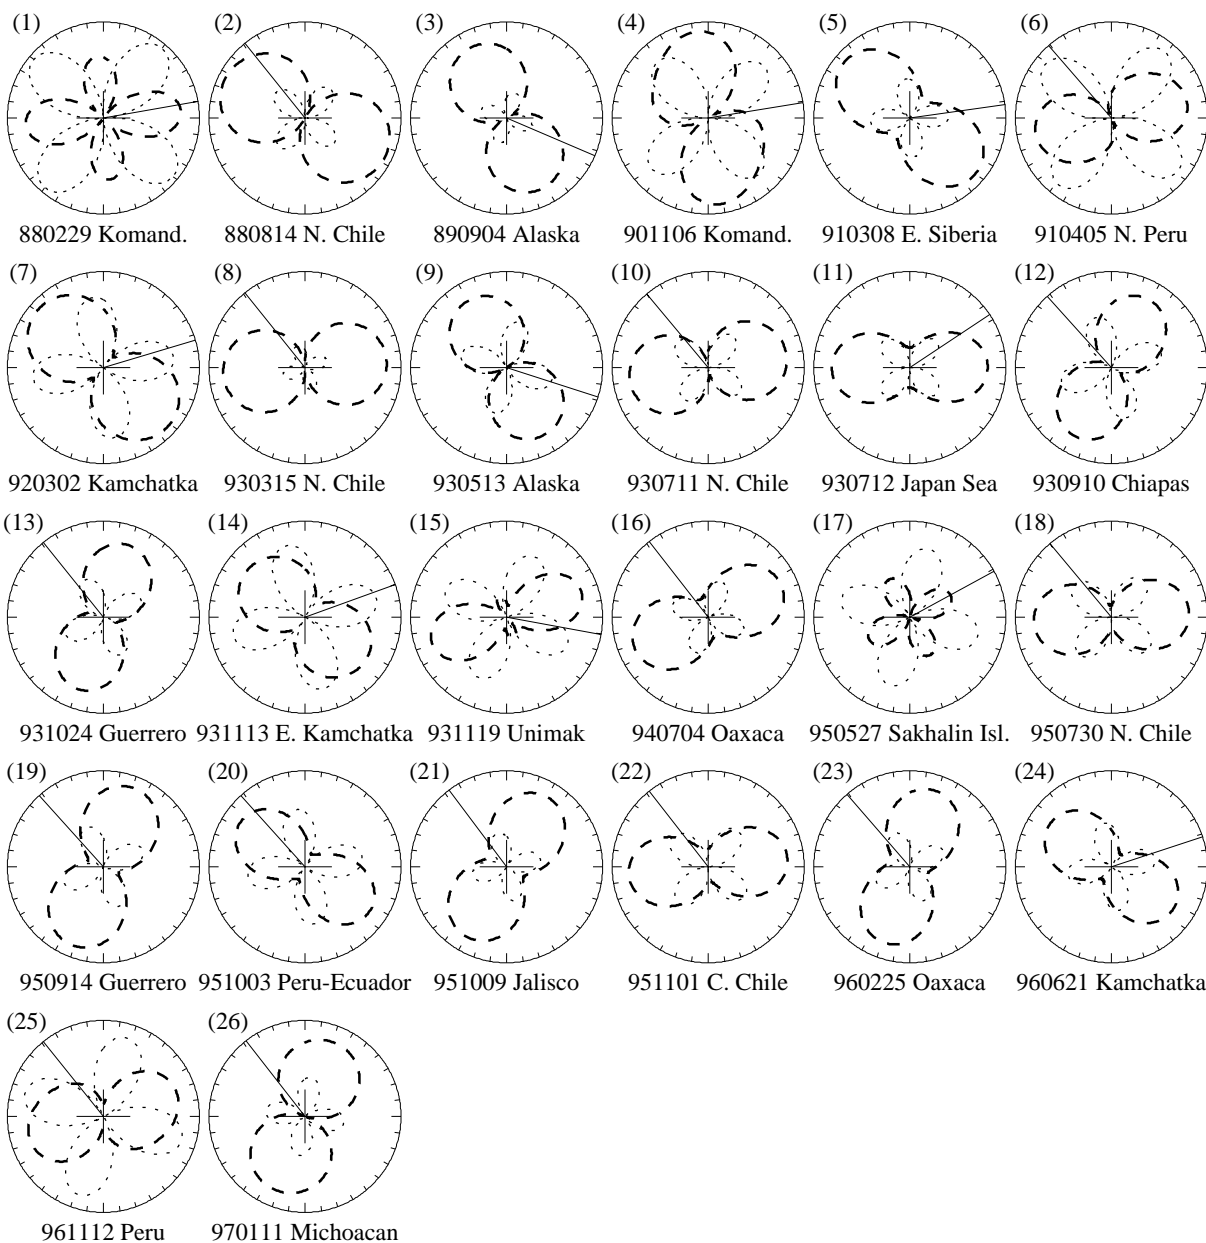 (1) (2) (3) (4) (5) (6)
880229 Komand. 880814 N. Chile 890904 Alaska 901106 Komand. 910308 E. Siberia 910405 N. Peru
(7) (8) (9) (10) (11) (12)
920302 Kamchatka 930315 N. Chile 930513 Alaska 930711 N. Chile 930712 Japan Sea 930910 Chiapas
(13) (14) (15) (16) (17) (18)
931024 Guerrero 931113 E. Kamchatka 931119 Unimak 940704 Oaxaca 950527 Sakhalin Isl. 950730 N. Chile
(19) (20) (21) (22) (23) (24)
950914 Guerrero 951003 Peru-Ecuador 951009 Jalisco 951101 C. Chile 960225 Oaxaca 960621 Kamchatka
(25) (26)
961112 Peru 970111 Michoacan